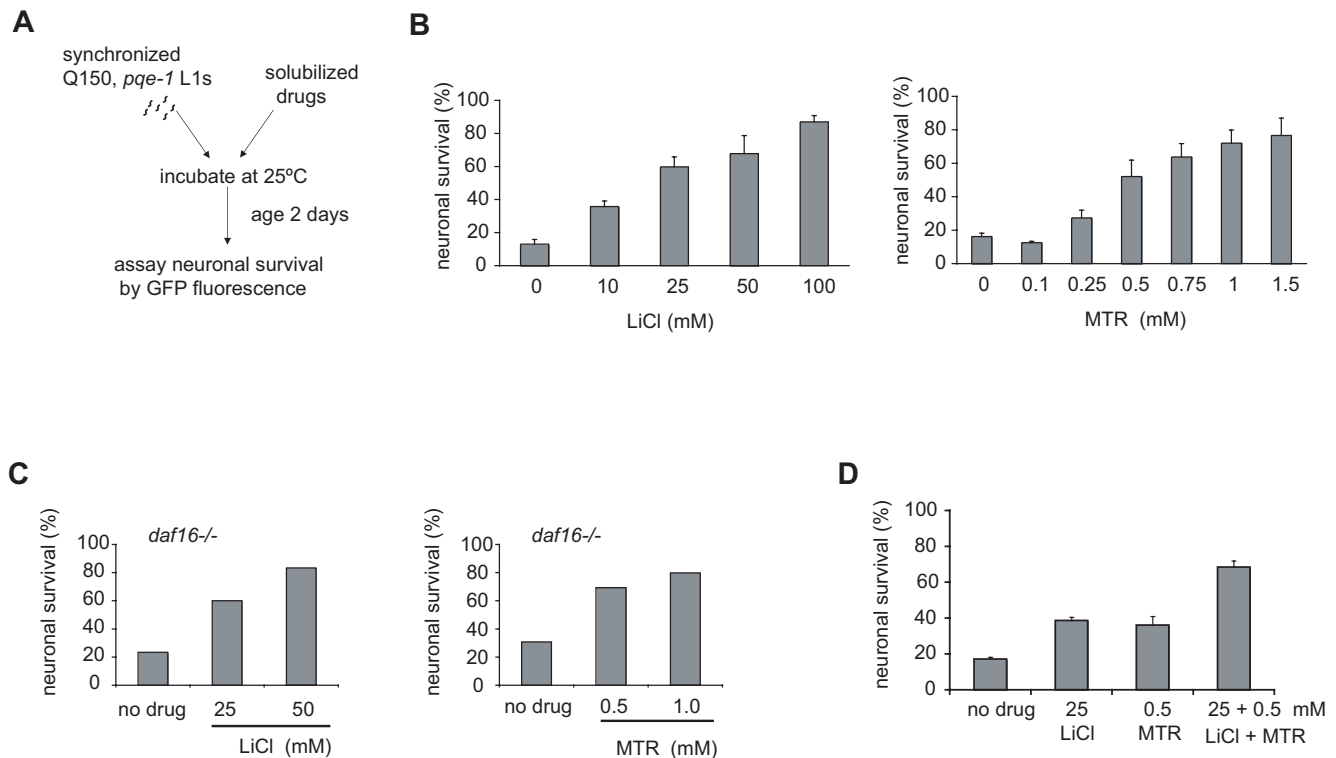 A
synchronized
Q150, pqe-1 L1s
solubilized
drugs
incubate at 25ºC
age 2 days
assay neuronal survival
by GFP fluorescence
B
neuronal survival (%)
100
80
60
40
20
0
0 10 25 50 100
LiCl (mM)
neuronal survival (%)
100
80
60
40
20
0
0 0.1 0.25 0.5 0.75 1 1.5
MTR (mM)
C
neuronal survival (%)
daf16-/-
100
80
60
40
20
0
no drug 25 50
LiCl (mM)
neuronal survival (%)
daf16-/-
100
80
60
40
20
0
no drug 0.5 1.0
MTR (mM)
D
neuronal survival (%)
100
80
60
40
20
0
no drug 25 0.5 25 + 0.5 mM
LiCl MTR LiCl + MTR